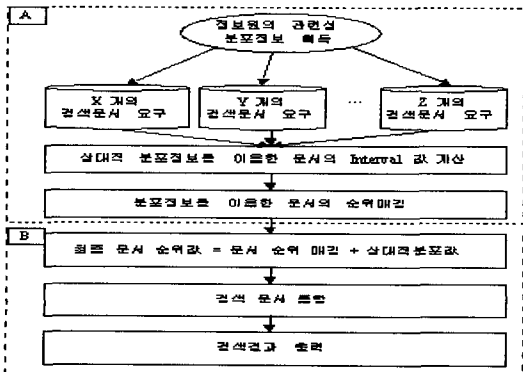 A
정보원의 관련성
분포정보 획득
X 개의
검색문서 요구
Y 개의
검색문서 요구
...
Z 개의
검색문서 요구
상대적 분포정보를 이용한 문서의 Interval 값 계산
분포정보를 이용한 문서의 순위매김
B
최종 문서 순위값 = 문서 순위 매김 + 상대적분포값
검색 문서 통합
검색결과 출력